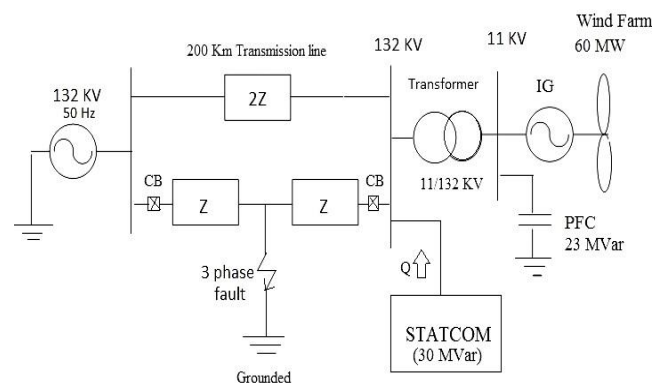 Wind Farm
60 MW
132 KV
11 KV
200 Km Transmission line
Transformer
IG
132 KV
50 Hz
2Z
CB
CB
11/132 KV
Z
Z
PFC
23 MVar
3 phase
fault
Q
STATCOM
(30 MVar)
Grounded